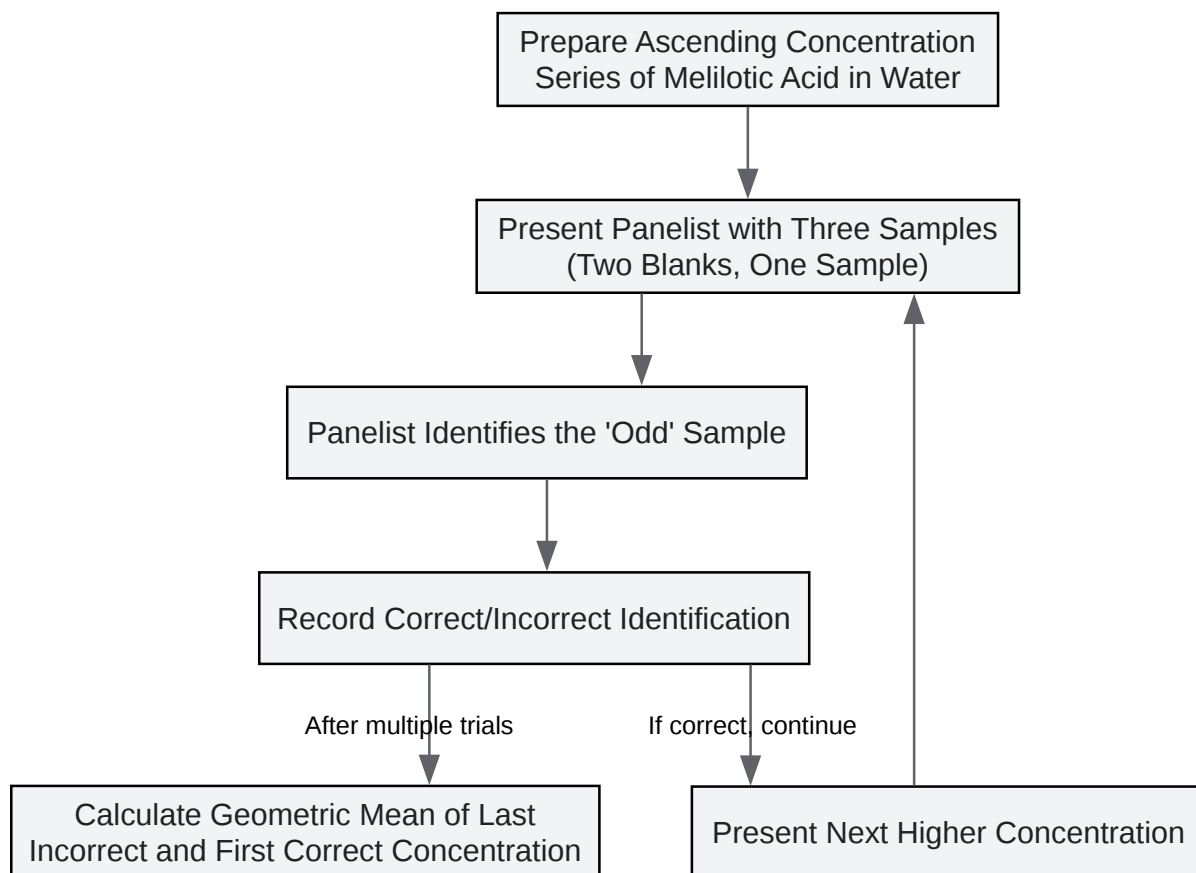 Prepare Ascending Concentration
Series of Melilotic Acid in Water
Present Panelist with Three Samples
(Two Blanks, One Sample)
Panelist Identifies the 'Odd' Sample
Record Correct/Incorrect Identification
After multiple trials
If correct, continue
Calculate Geometric Mean of Last
Incorrect and First Correct Concentration
Present Next Higher Concentration